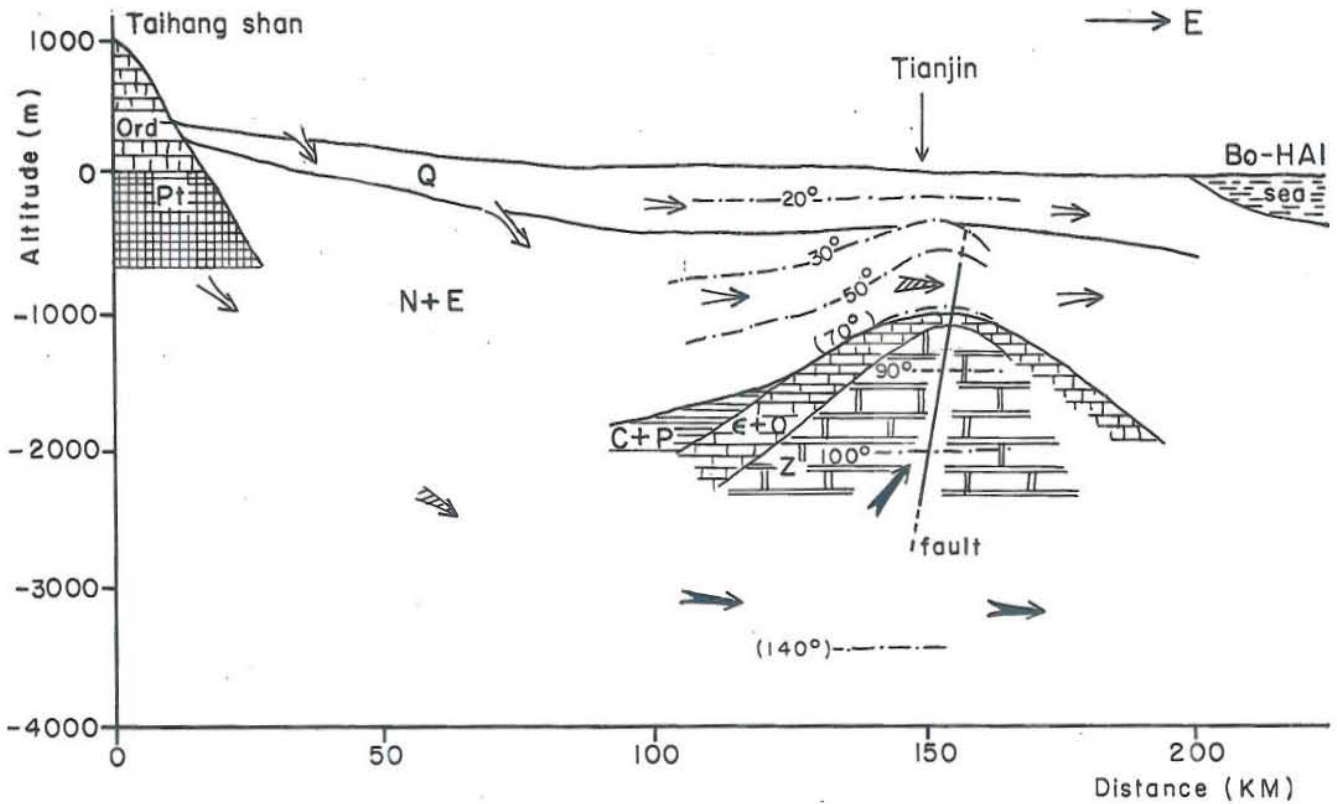 Taihang shan
E
1000
Tianjin
Altitude (m)
Ord
Bo-HAI
0
Q
Pt
sea
20°
30°
N+E
50°
-1000
(70°)
90°
C+P
Є+O
-2000
Z
100°
fault
-3000
(140°)
-4000
0
50
100
150
200
Distance (KM)